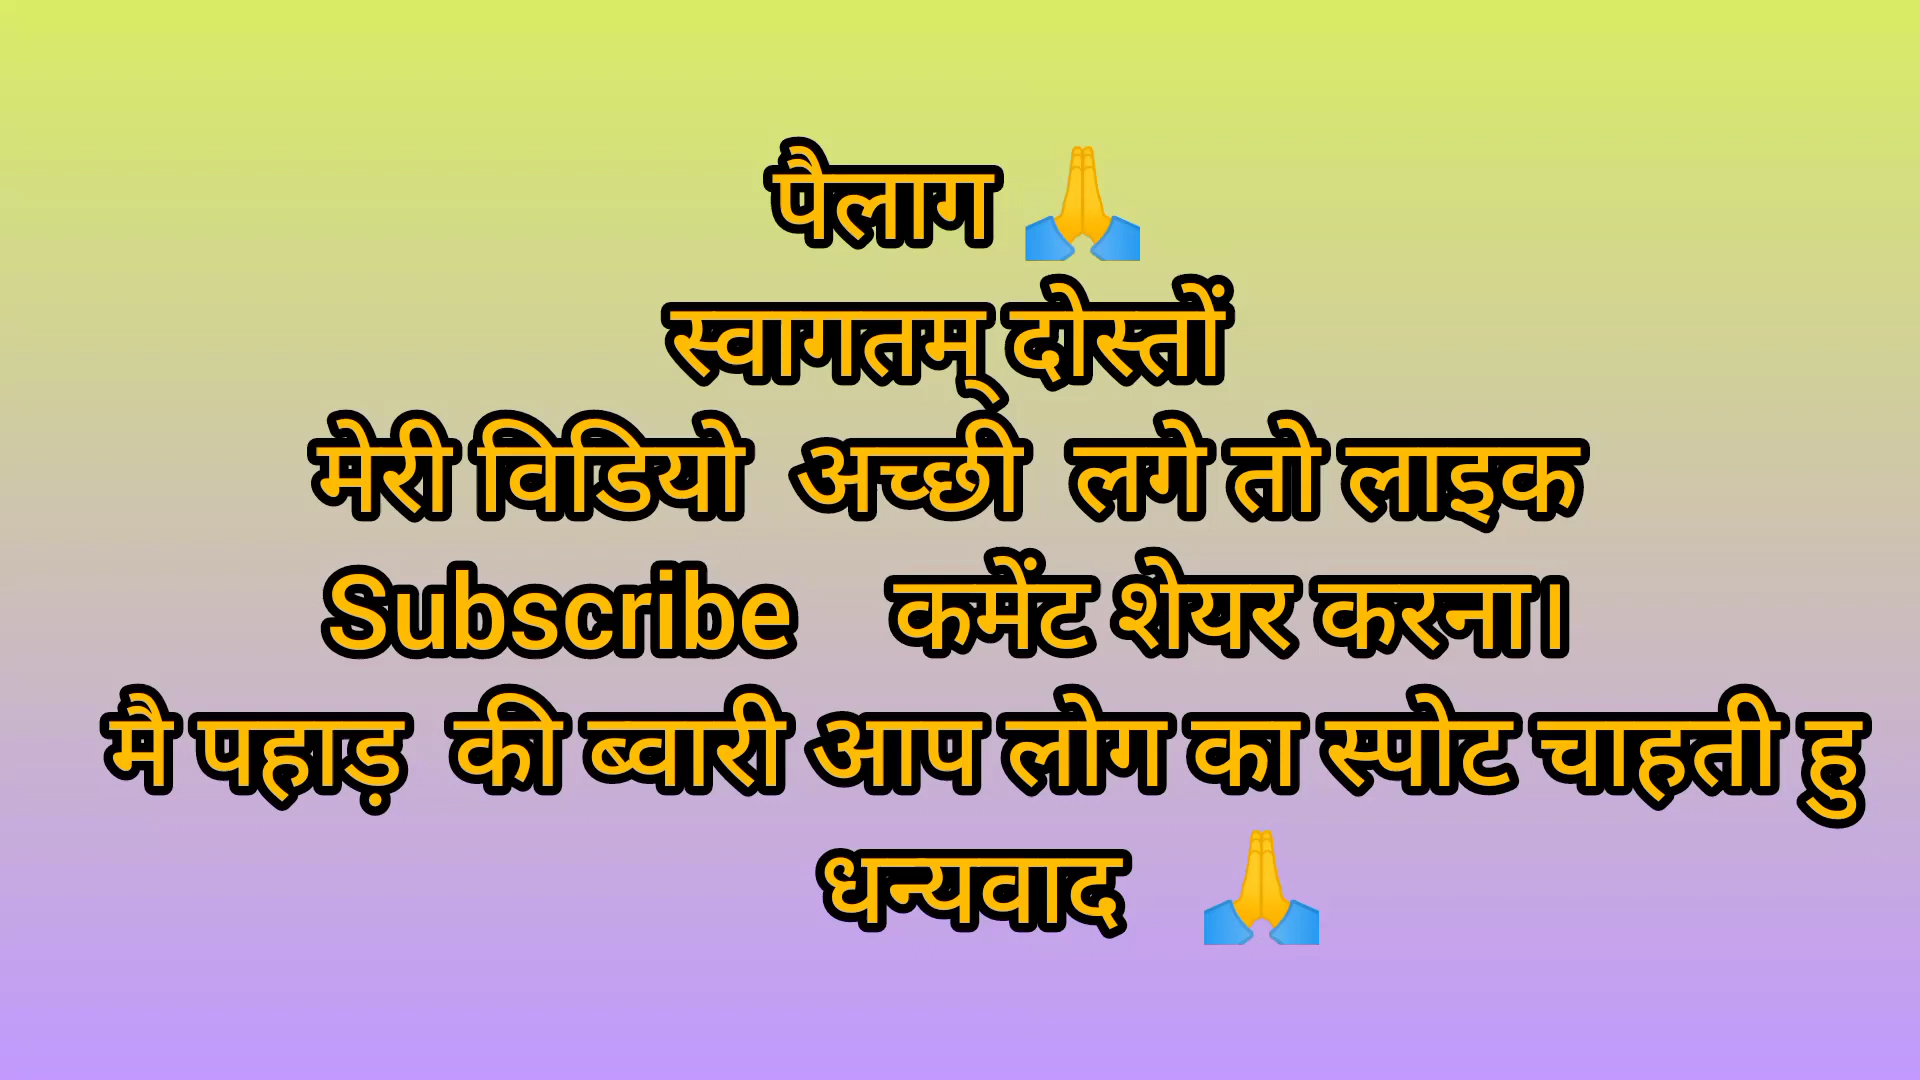 पैलाग 🙏
स्वागतम् दोस्तों
मेरी विडियो अच्छी लगे तो लाइक
Subscribe कमेंट शेयर करना।
मै पहाड़ की ब्वारी आप लोग का स्पोट चाहती हु
धन्यवाद 🙏